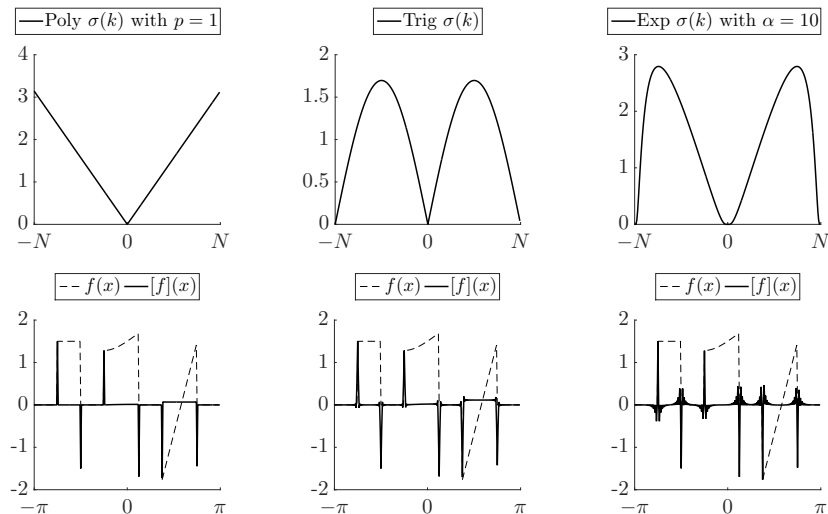 Poly σ(k) with p = 1
Trig σ(k)
Exp σ(k) with α = 10
4
3
2
1
0
−N 0 N
2
1.5
1
0.5
0
−N 0 N
3
2
1
0
−N 0 N
f(x) [f](x)
f(x) [f](x)
f(x) [f](x)
2
1
0
-1
-2
−π 0 π
2
1
0
-1
-2
−π 0 π
2
1
0
-1
-2
−π 0 π